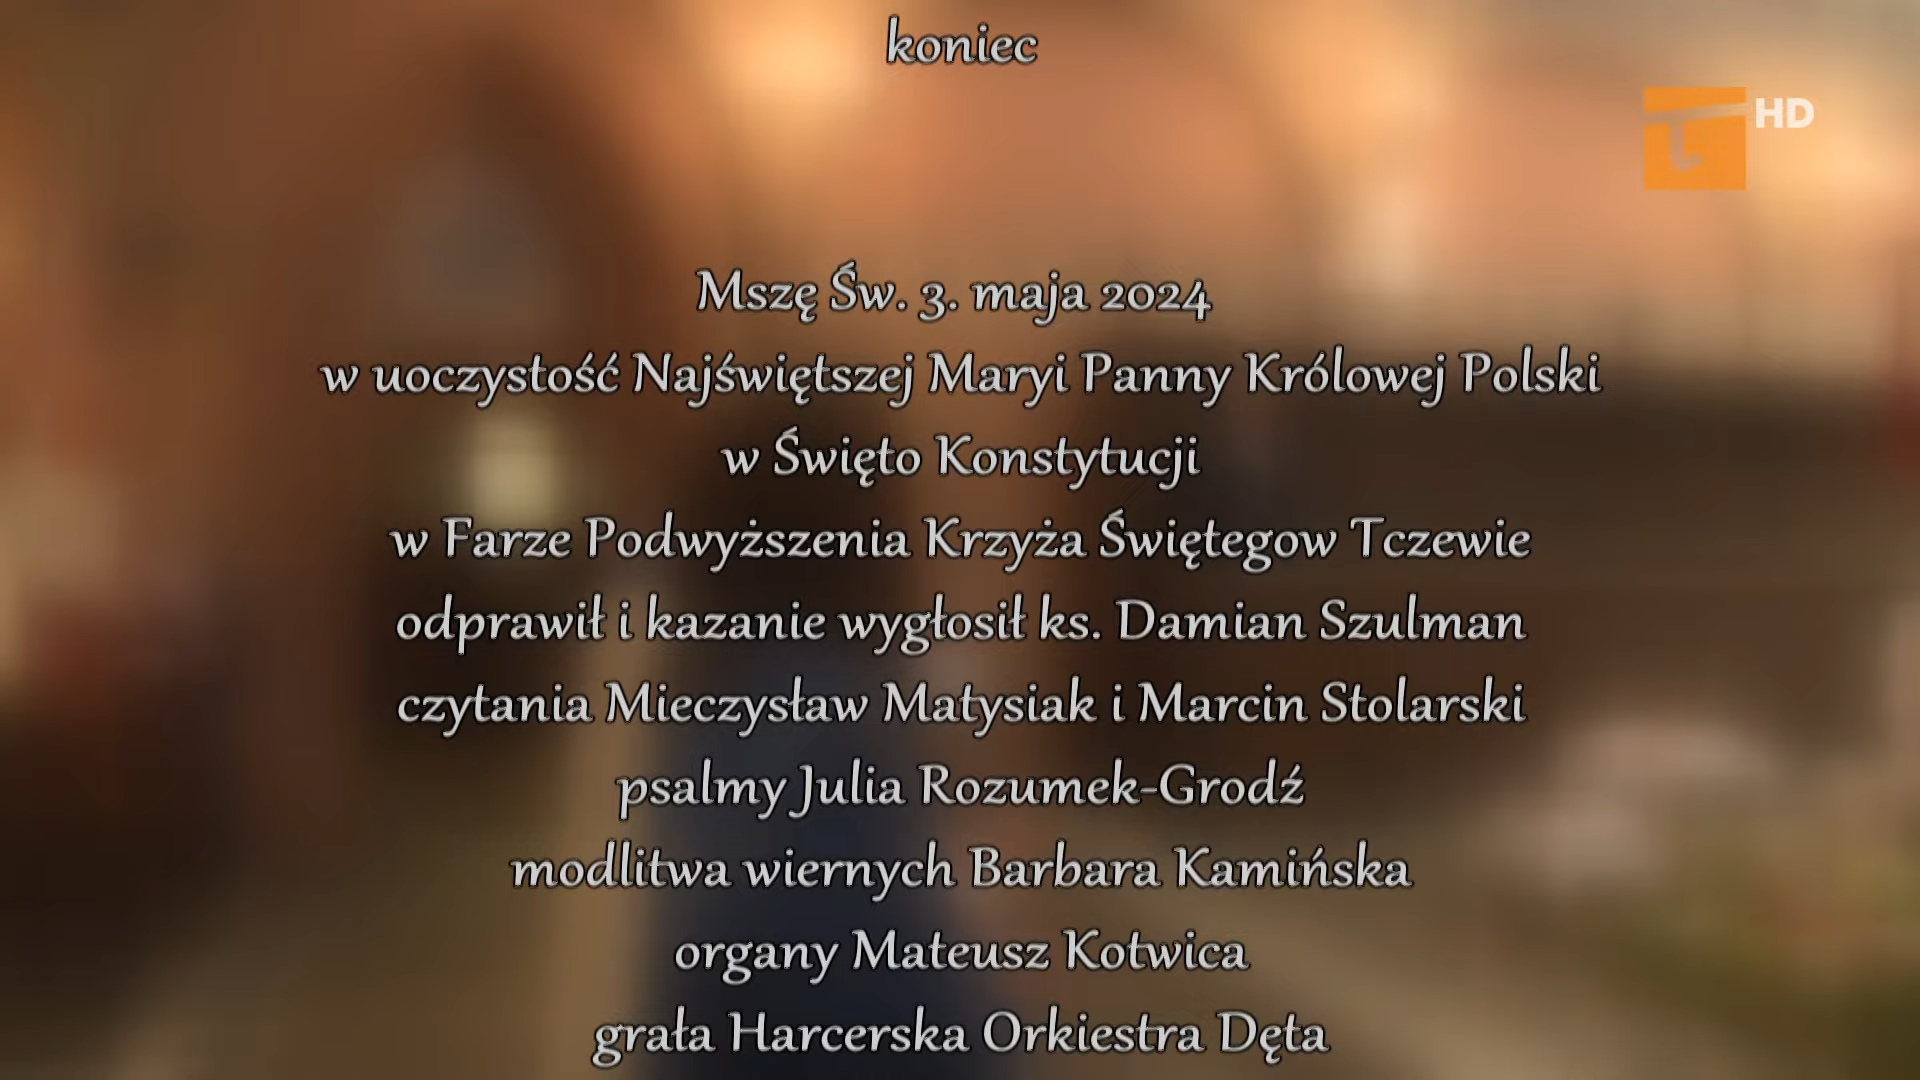 koniec
HD
Mszę Św. 3. maja 2024
w uoczystość Najświętszej Maryi Panny Królowej Polski
w Święto Konstytucji
w Farze Podwyższenia Krzyża Świętegow Tczewie
odprawił i kazanie wygłosił ks. Damian Szulman
czytania Mieczysław Matysiak i Marcin Stolarski
psalmy Julia Rozumek-Grodź
modlitwa wiernych Barbara Kamińska
organy Mateusz Kotwica
grała Harcerska Orkiestra Dęta